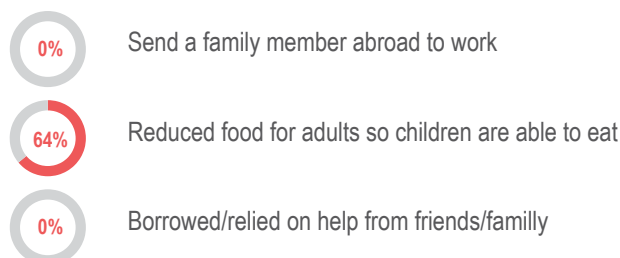 0% Send a family member abroad to work
64% Reduced food for adults so children are able to eat
0% Borrowed/relied on help from friends/familly